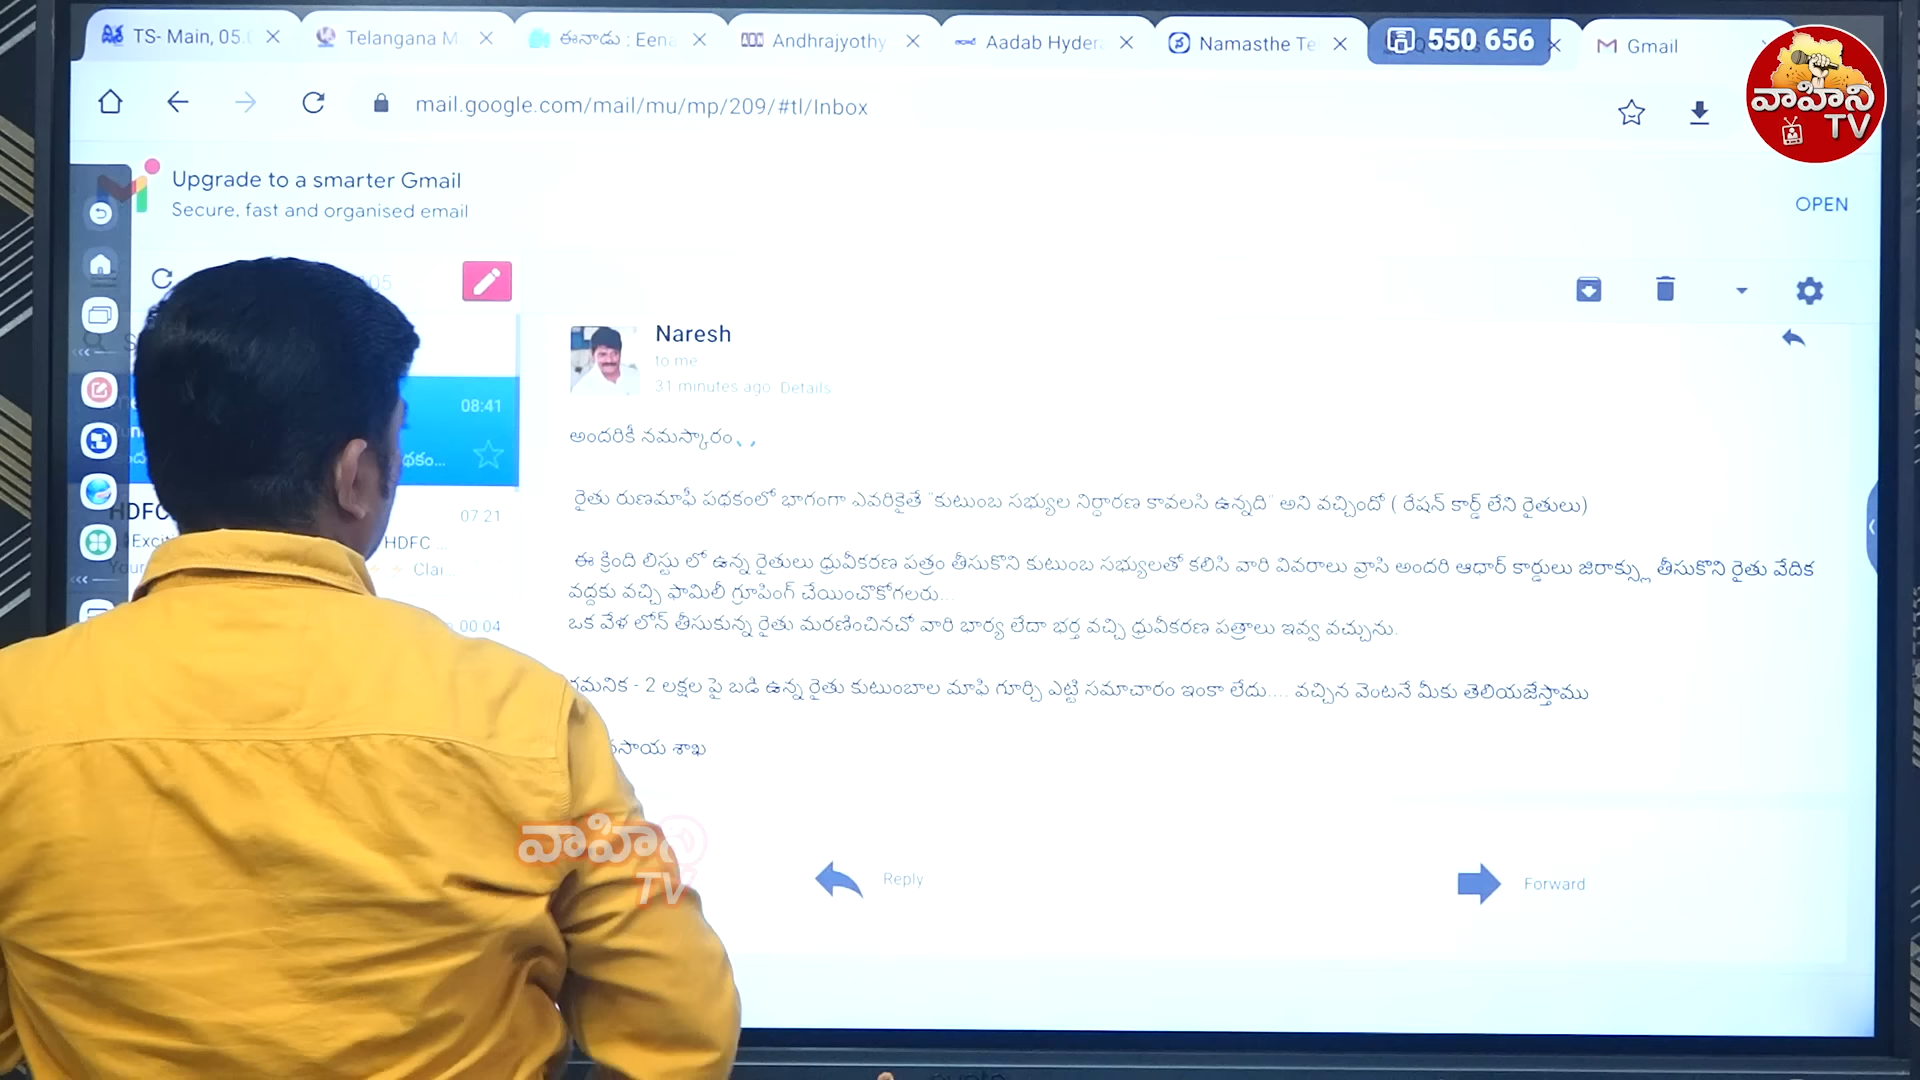 TS- Main, 05.
Telangana M
ఈనాడు : Eena
Andhrajyothy
Aadab Hyder
Namasthe Te
550 656
Gmail
వాహిని
TV
mail.google.com/mail/mu/mp/209/#tl/Inbox
Upgrade to a smarter Gmail
Secure, fast and organised email
OPEN
Naresh
to me
31 minutes ago Details
08:41
అందరికీ నమస్కారం
రైతు రుణమాఫీ పథకంలో భాగంగా ఎవరికైతే "కుటుంబ సభ్యుల నిర్ధారణ కావలసి ఉన్నది" అని వచ్చిందో ( రేషన్ కార్డ్ లేని రైతులు)
HDFC
07:21
HDFC ...
Your
Clai...
ఈ క్రింది లిస్టు లో ఉన్న రైతులు ధ్రువీకరణ పత్రం తీసుకొని కుటుంబ సభ్యులతో కలిసి వారి వివరాలు వ్రాసి అందరి ఆధార్ కార్డులు జిరాక్స్లు తీసుకొని రైతు వేదిక
వద్దకు వచ్చి ఫామిలీ గ్రూపింగ్ చేయించుకోగలరు...
00:04
ఒక వేళ లోన్ తీసుకున్న రైతు మరణించినచో వారి భార్య లేదా భర్త వచ్చి ధ్రువీకరణ పత్రాలు ఇవ్వ వచ్చును.
గమనిక - 2 లక్షల పై బడి ఉన్న రైతు కుటుంబాల మాఫి గూర్చి ఎట్టి సమాచారం ఇంకా లేదు.... వచ్చిన వెంటనే మీకు తెలియజేస్తాము
వసాయ శాఖ
వాహిని
TV
Reply
Forward